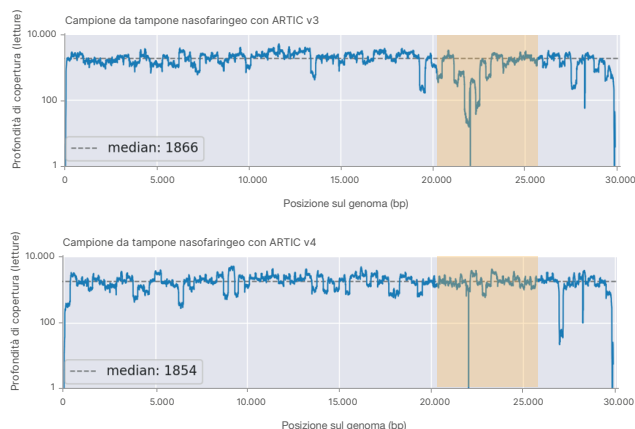 Campione da tampone nasofaringeo con ARTIC v3
Profondità di copertura (letture)
10.000
100
1
median: 1866
0 5.000 10.000 15.000 20.000 25.000 30.000
Posizione sul genoma (bp)
Campione da tampone nasofaringeo con ARTIC v4
Profondità di copertura (letture)
10.000
100
1
median: 1854
0 5.000 10.000 15.000 20.000 25.000 30.000
Posizione sul genoma (bp)